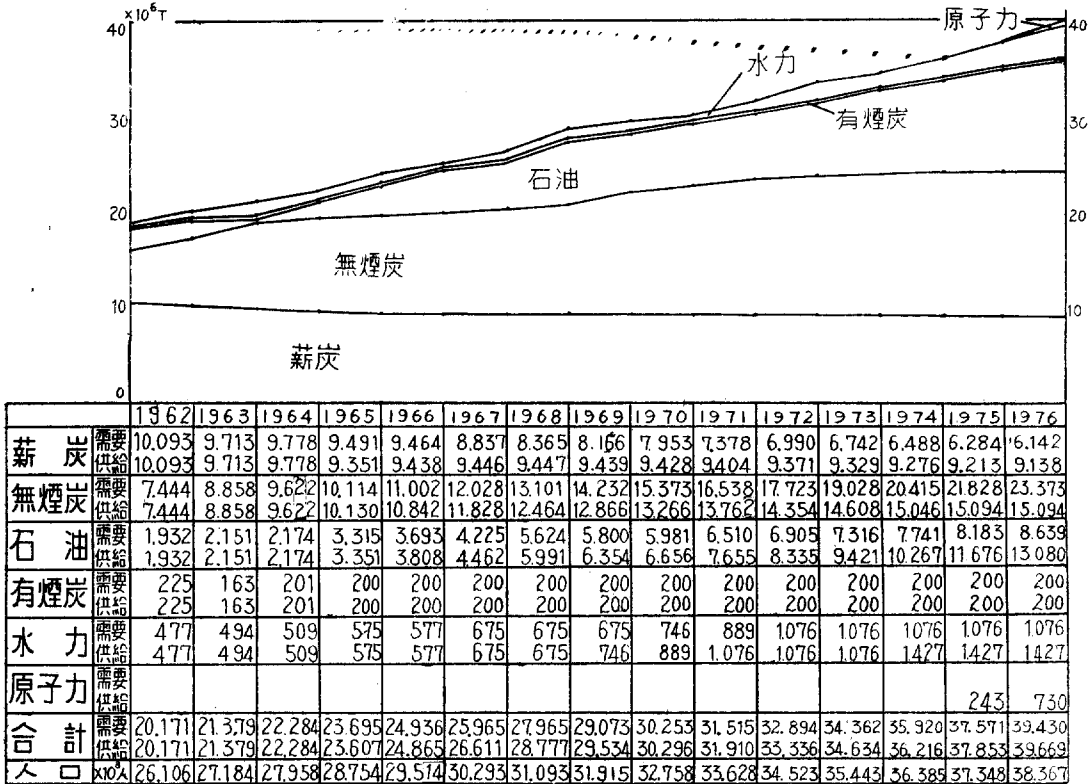 ×10⁶T
40 原子力 40
水力
30 有煙炭 30
石油
20 20
無煙炭
10 10
薪炭
0
1962 1963 1964 1965 1966 1967 1968 1969 1970 1971 1972 1973 1974 1975 1976
薪炭 需要 10.093 9.713 9.778 9.491 9.464 8.837 8.365 8.166 7.953 7.378 6.990 6.742 6.488 6.284 6.142
供給 10.093 9.713 9.778 9.351 9.438 9.446 9.447 9.439 9.428 9.404 9.371 9.329 9.276 9.213 9.138
無煙炭 需要 7.444 8.858 9.622 10.114 11.002 12.028 13.101 14.232 15.373 16.538 17.723 19.028 20.415 21.828 23.373
供給 7.444 8.858 9.622 10.130 10.842 11.828 12.464 12.866 13.266 13.762 14.354 14.608 15.046 15.094 15.094
石油 需要 1.932 2.151 2.174 3.315 3.693 4.225 5.624 5.800 5.981 6.510 6.905 7.316 7.741 8.183 8.639
供給 1.932 2.151 2.174 3.351 3.808 4.462 5.991 6.354 6.656 7.655 8.335 9.421 10.267 11.676 13.080
有煙炭 需要 225 163 201 200 200 200 200 200 200 200 200 200 200 200 200
供給 225 163 201 200 200 200 200 200 200 200 200 200 200 200 200
水力 需要 477 494 509 575 577 675 675 675 746 889 1.076 1.076 1.076 1.076 1.076
供給 477 494 509 575 577 675 675 746 889 1.076 1.076 1.076 1.427 1.427 1.427
原子力 需要
供給 243 730
合計 需要 20.171 21.379 22.284 23.695 24.936 25.965 27.965 29.073 30.253 31.515 32.894 34.362 35.920 37.571 39.430
供給 20.171 21.379 22.284 23.607 24.865 26.611 28.777 29.534 30.296 31.910 33.336 34.634 36.216 37.853 39.669
人口 ×10³人 26.106 27.184 27.958 28.754 29.574 30.293 31.093 31.915 32.758 33.628 34.523 35.443 36.389 37.348 38.367